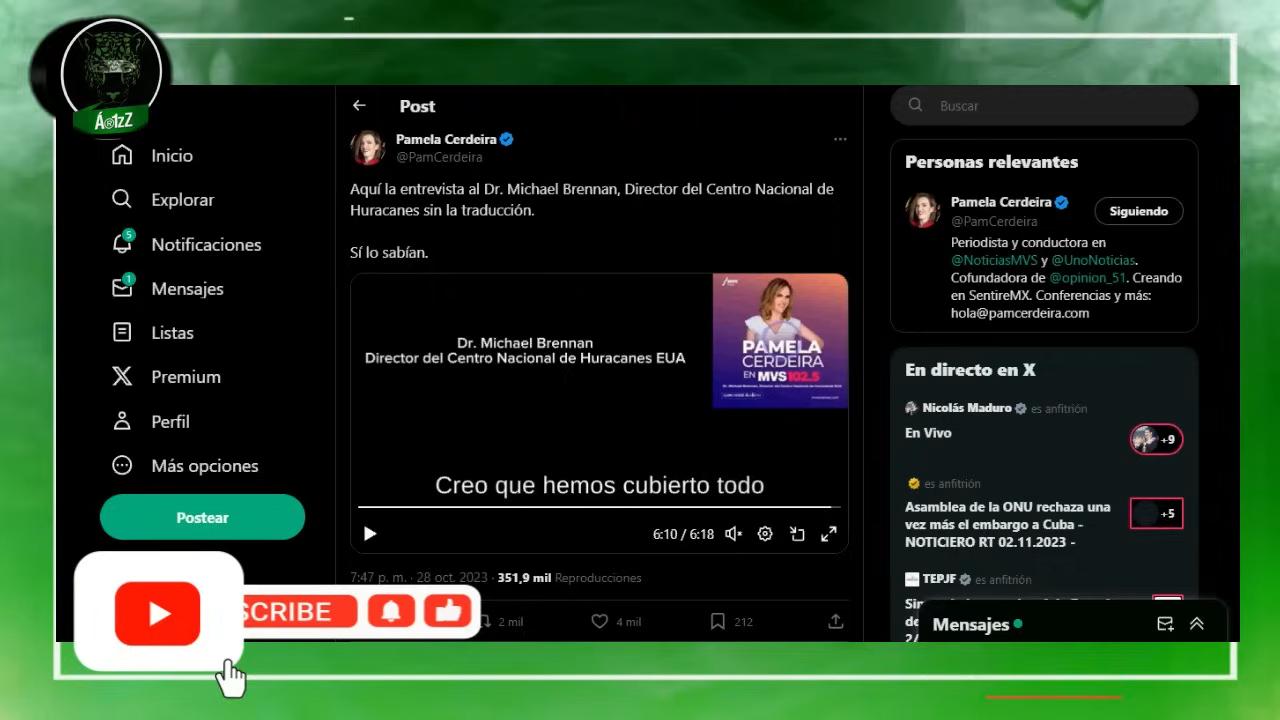 Á®1zZ
Inicio
Explorar
5
Notificaciones
1
Mensajes
Listas
Premium
Perfil
Más opciones
Postear
SCRIBE
Post
Pamela Cerdeira
@PamCerdeira
Aquí la entrevista al Dr. Michael Brennan, Director del Centro Nacional de
Huracanes sin la traducción.
Sí lo sabían.
Dr. Michael Brennan
Director del Centro Nacional de Huracanes EUA
PAMELA
CERDEIRA
EN MVS102.5
Creo que hemos cubierto todo
6:10 / 6:18
7:47 p. m. · 28 oct. 2023 · 351,9 mil Reproducciones
2 mil
4 mil
212
Buscar
Personas relevantes
Pamela Cerdeira
@PamCerdeira
Siguiendo
Periodista y conductora en
@NoticiasMVS y @UnoNoticias.
Cofundadora de @opinion_51. Creando
en SentireMX. Conferencias y más:
hola@pamcerdeira.com
En directo en X
Nicolás Maduro es anfitrión
En Vivo
+9
es anfitrión
Asamblea de la ONU rechaza una
vez más el embargo a Cuba -
NOTICIERO RT 02.11.2023 -
+5
TEPJF es anfitrión
Mensajes